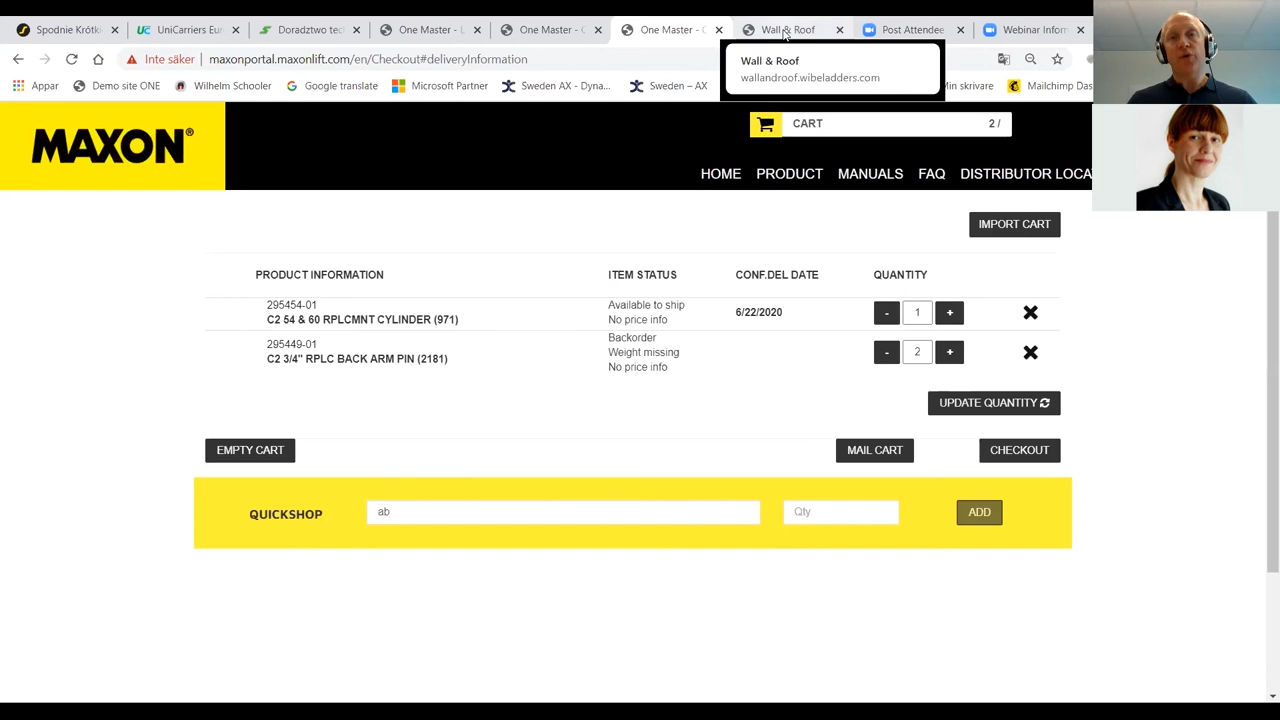 Spodnie Krótki
UniCarriers Eur
Doradztwo tech
One Master - U
One Master - C
One Master - C
Wall & Roof
Post Attendee
Webinar Inform
Inte säker
maxonportal.maxonlift.com/en/Checkout#deliveryInformation
Wall & Roof
wallandroof.wibeladders.com
Appar
Demo site ONE
Wilhelm Schooler
Google translate
Microsoft Partner
Sweden AX - Dyna...
Sweden – AX
in skrivare
Mailchimp Das
MAXON®
CART
2 /
HOME
PRODUCT
MANUALS
FAQ
DISTRIBUTOR LOCA
IMPORT CART
PRODUCT INFORMATION
ITEM STATUS
CONF.DEL DATE
QUANTITY
295454-01
C2 54 & 60 RPLCMNT CYLINDER (971)
Available to ship
No price info
6/22/2020
- 1 +
295449-01
C2 3/4" RPLC BACK ARM PIN (2181)
Backorder
Weight missing
No price info
- 2 +
UPDATE QUANTITY
EMPTY CART
MAIL CART
CHECKOUT
QUICKSHOP
ab
Qty
ADD